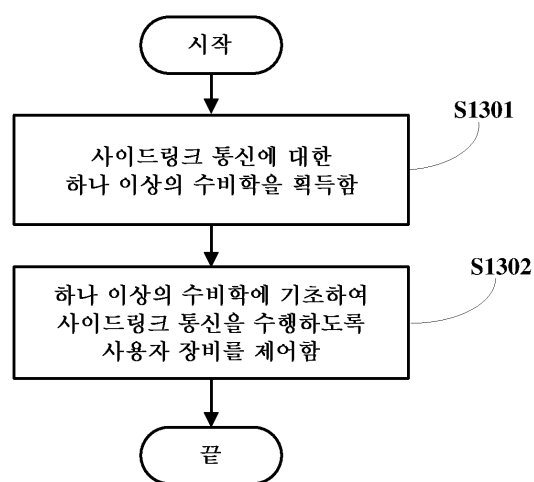 시작
S1301
사이드링크 통신에 대한
하나 이상의 수비학을 획득함
S1302
하나 이상의 수비학에 기초하여
사이드링크 통신을 수행하도록
사용자 장비를 제어함
끝